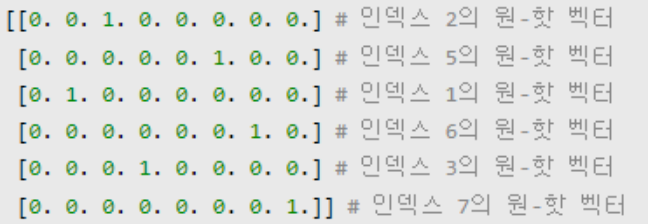 [[0. 0. 1. 0. 0. 0. 0. 0.] # 인덱스 2의 원-핫 벡터
[0. 0. 0. 0. 0. 1. 0. 0.] # 인덱스 5의 원-핫 벡터
[0. 1. 0. 0. 0. 0. 0. 0.] # 인덱스 1의 원-핫 벡터
[0. 0. 0. 0. 0. 0. 1. 0.] # 인덱스 6의 원-핫 벡터
[0. 0. 0. 1. 0. 0. 0. 0.] # 인덱스 3의 원-핫 벡터
[0. 0. 0. 0. 0. 0. 0. 1.]] # 인덱스 7의 원-핫 벡터